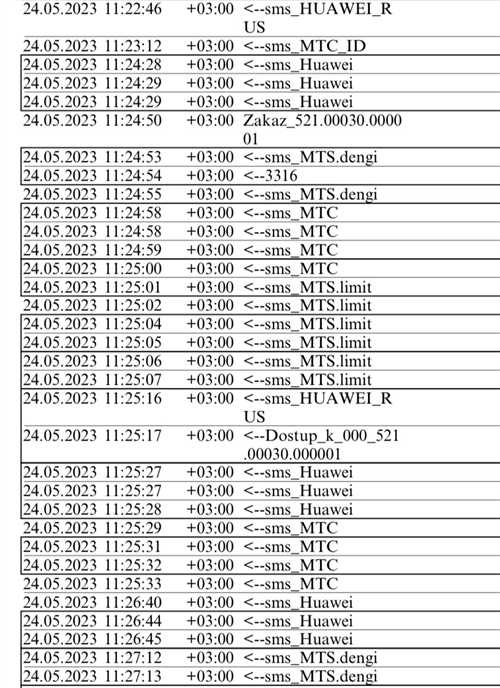 24.05.2023 11:22:46 +03:00 <--sms_HUAWEI_R
US
24.05.2023 11:23:12 +03:00 <--sms_MTC_ID
24.05.2023 11:24:28 +03:00 <--sms_Huawei
24.05.2023 11:24:29 +03:00 <--sms_Huawei
24.05.2023 11:24:29 +03:00 <--sms_Huawei
24.05.2023 11:24:50 +03:00 Zakaz_521.00030.0000
01
24.05.2023 11:24:53 +03:00 <--sms_MTS.dengi
24.05.2023 11:24:54 +03:00 <--3316
24.05.2023 11:24:55 +03:00 <--sms_MTS.dengi
24.05.2023 11:24:58 +03:00 <--sms_MTC
24.05.2023 11:24:58 +03:00 <--sms_MTC
24.05.2023 11:24:59 +03:00 <--sms_MTC
24.05.2023 11:25:00 +03:00 <--sms_MTC
24.05.2023 11:25:01 +03:00 <--sms_MTS.limit
24.05.2023 11:25:02 +03:00 <--sms_MTS.limit
24.05.2023 11:25:04 +03:00 <--sms_MTS.limit
24.05.2023 11:25:05 +03:00 <--sms_MTS.limit
24.05.2023 11:25:06 +03:00 <--sms_MTS.limit
24.05.2023 11:25:07 +03:00 <--sms_MTS.limit
24.05.2023 11:25:16 +03:00 <--sms_HUAWEI_R
US
24.05.2023 11:25:17 +03:00 <--Dostup_k_000_521
.00030.000001
24.05.2023 11:25:27 +03:00 <--sms_Huawei
24.05.2023 11:25:27 +03:00 <--sms_Huawei
24.05.2023 11:25:28 +03:00 <--sms_Huawei
24.05.2023 11:25:29 +03:00 <--sms_MTC
24.05.2023 11:25:31 +03:00 <--sms_MTC
24.05.2023 11:25:32 +03:00 <--sms_MTC
24.05.2023 11:25:33 +03:00 <--sms_MTC
24.05.2023 11:26:40 +03:00 <--sms_Huawei
24.05.2023 11:26:44 +03:00 <--sms_Huawei
24.05.2023 11:26:45 +03:00 <--sms_Huawei
24.05.2023 11:27:12 +03:00 <--sms_MTS.dengi
24.05.2023 11:27:13 +03:00 <--sms_MTS.dengi